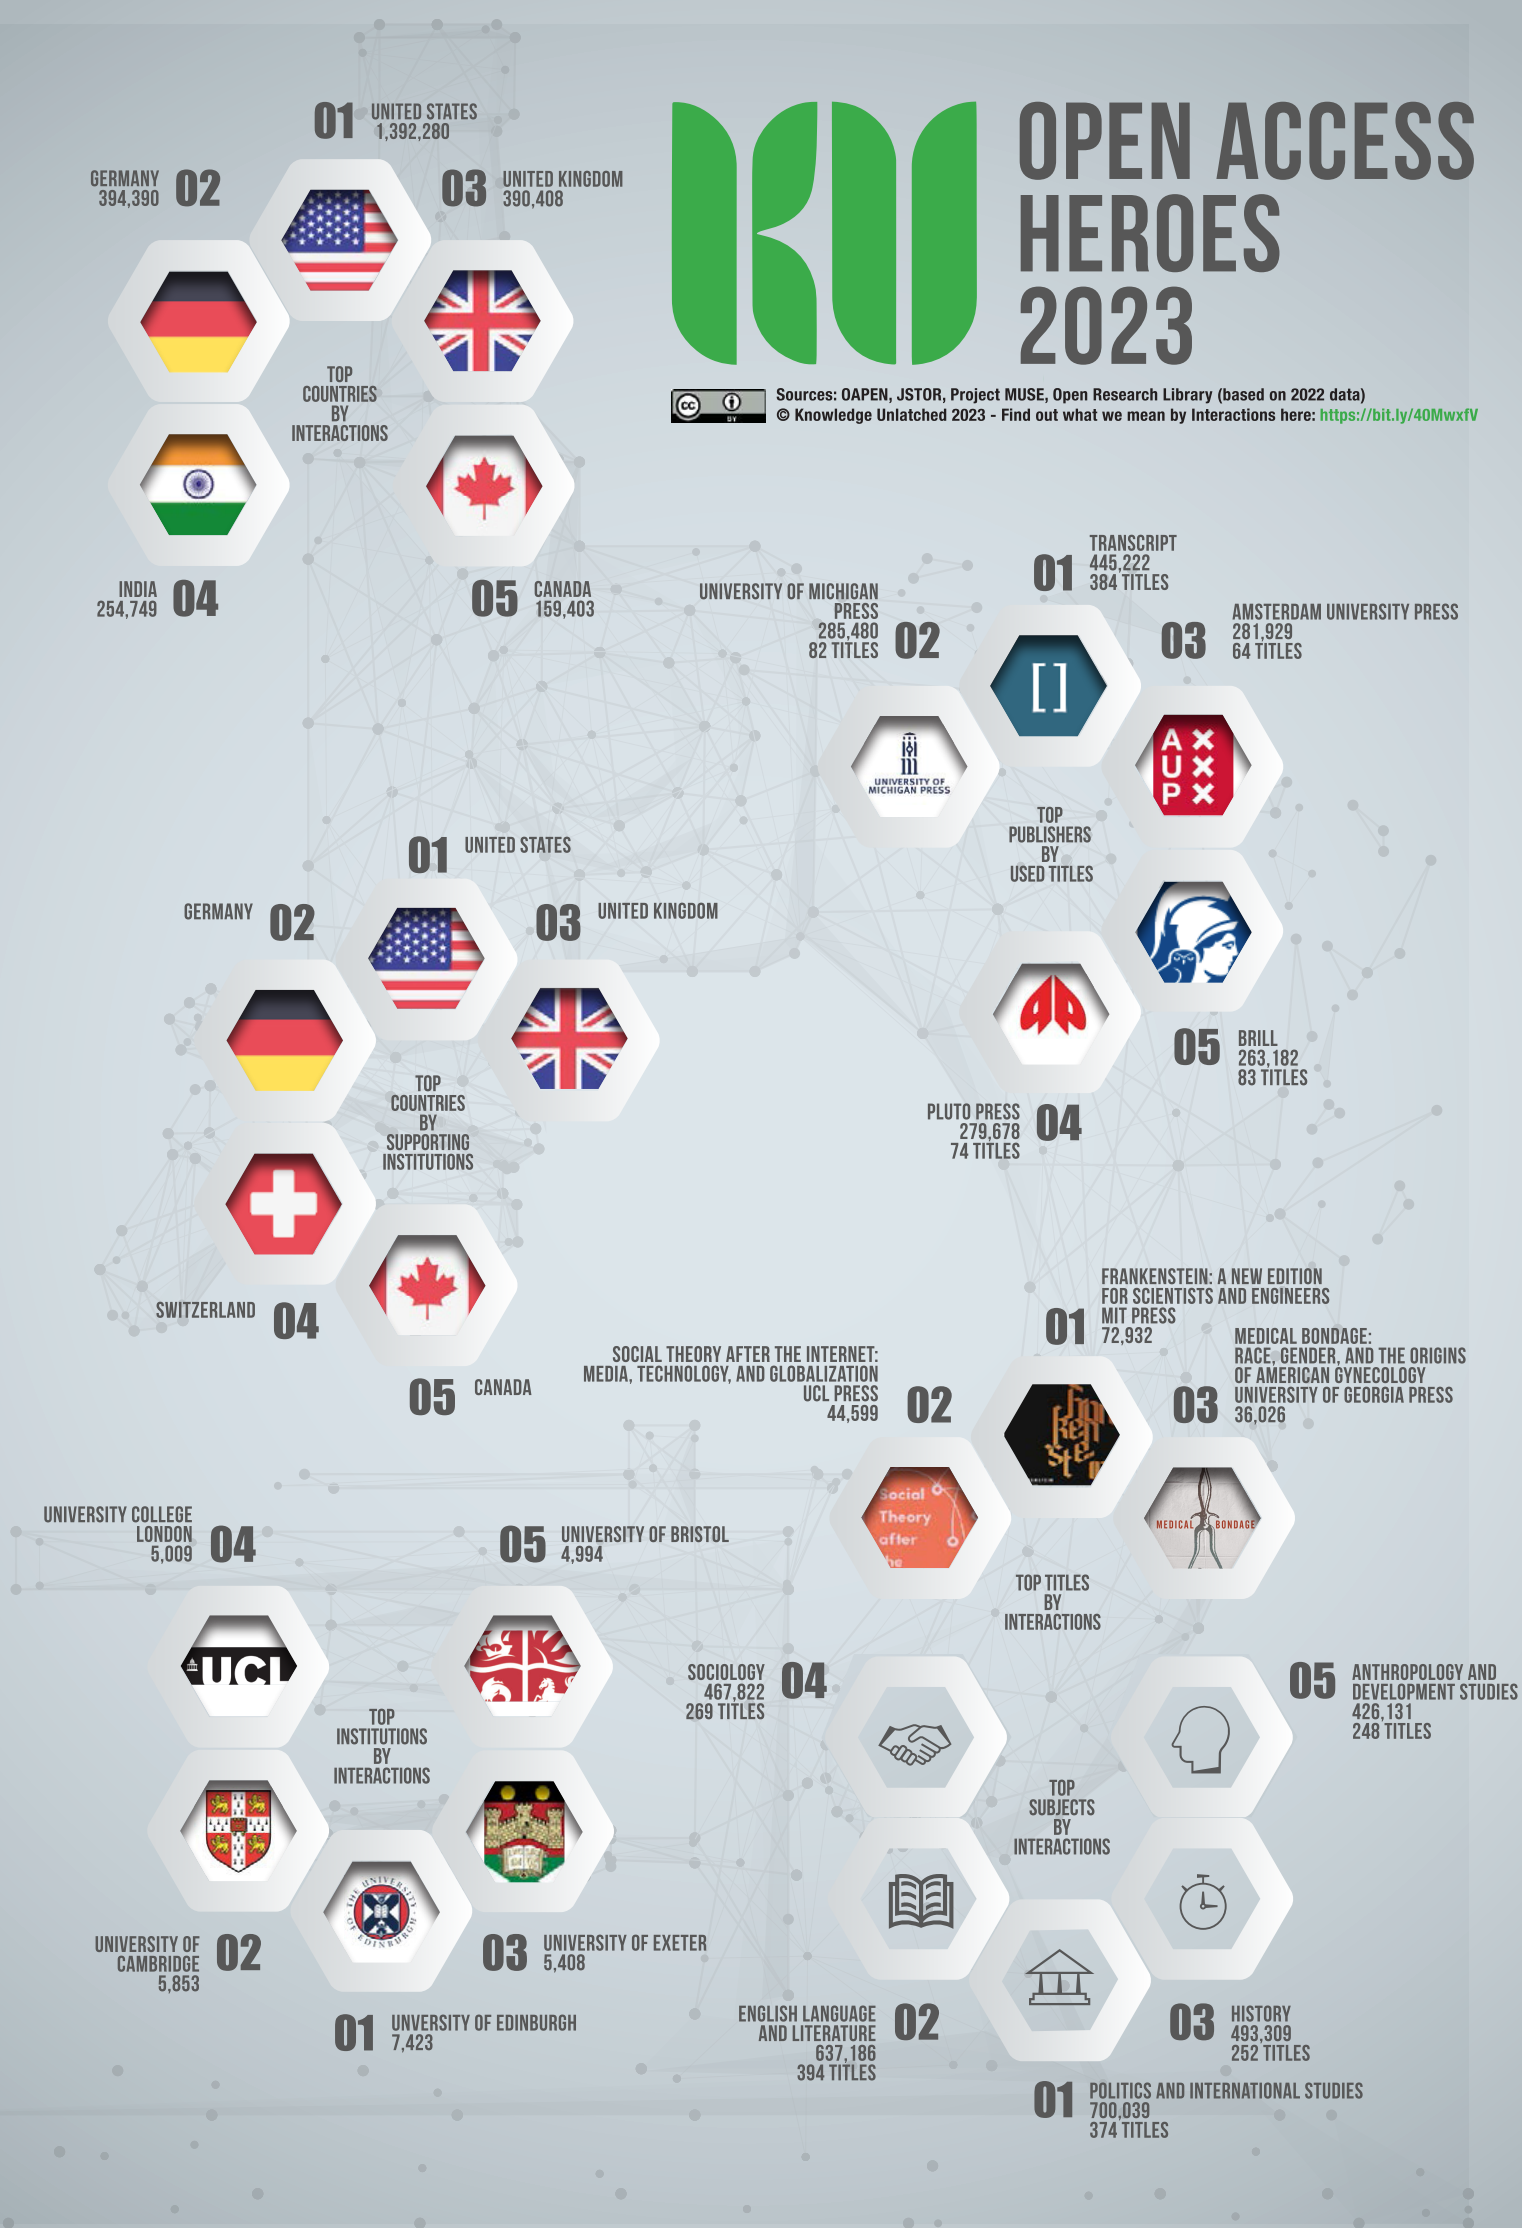 OPEN ACCESS
HEROES
2023
Sources: OAPEN, JSTOR, Project MUSE, Open Research Library (based on 2022 data)
© Knowledge Unlatched 2023 - Find out what we mean by Interactions here: https://bit.ly/40MwxfV
cc
BY
01
UNITED STATES
1,392,280
GERMANY
394,390
02
03
UNITED KINGDOM
390,408
TOP
COUNTRIES
BY
INTERACTIONS
INDIA
254,749
04
05
CANADA
159,403
01
TRANSCRIPT
445,222
384 TITLES
UNIVERSITY OF MICHIGAN
PRESS
285,480
82 TITLES
02
03
AMSTERDAM UNIVERSITY PRESS
281,929
64 TITLES
[ ]
UNIVERSITY OF
MICHIGAN PRESS
A
U
P
TOP
PUBLISHERS
BY
USED TITLES
05
BRILL
263,182
83 TITLES
PLUTO PRESS
279,678
74 TITLES
04
01
UNITED STATES
GERMANY
02
03
UNITED KINGDOM
TOP
COUNTRIES
BY
SUPPORTING
INSTITUTIONS
SWITZERLAND
04
05
CANADA
01
FRANKENSTEIN: A NEW EDITION
FOR SCIENTISTS AND ENGINEERS
MIT PRESS
72,932
SOCIAL THEORY AFTER THE INTERNET:
MEDIA, TECHNOLOGY, AND GLOBALIZATION
UCL PRESS
44,599
02
03
MEDICAL BONDAGE:
RACE, GENDER, AND THE ORIGINS
OF AMERICAN GYNECOLOGY
UNIVERSITY OF GEORGIA PRESS
36,026
Social
Theory
after
he
MEDICAL BONDAGE
TOP TITLES
BY
INTERACTIONS
UNIVERSITY COLLEGE
LONDON
5,009
04
05
UNIVERSITY OF BRISTOL
4,994
UCL
TOP
INSTITUTIONS
BY
INTERACTIONS
THE UNIVERSITY
OF EDINBURGH
UNIVERSITY OF
CAMBRIDGE
5,853
02
03
UNIVERSITY OF EXETER
5,408
01
UNVERSITY OF EDINBURGH
7,423
SOCIOLOGY
467,822
269 TITLES
04
05
ANTHROPOLOGY AND
DEVELOPMENT STUDIES
426,131
248 TITLES
TOP
SUBJECTS
BY
INTERACTIONS
ENGLISH LANGUAGE
AND LITERATURE
637,186
394 TITLES
02
03
HISTORY
493,309
252 TITLES
01
POLITICS AND INTERNATIONAL STUDIES
700,039
374 TITLES